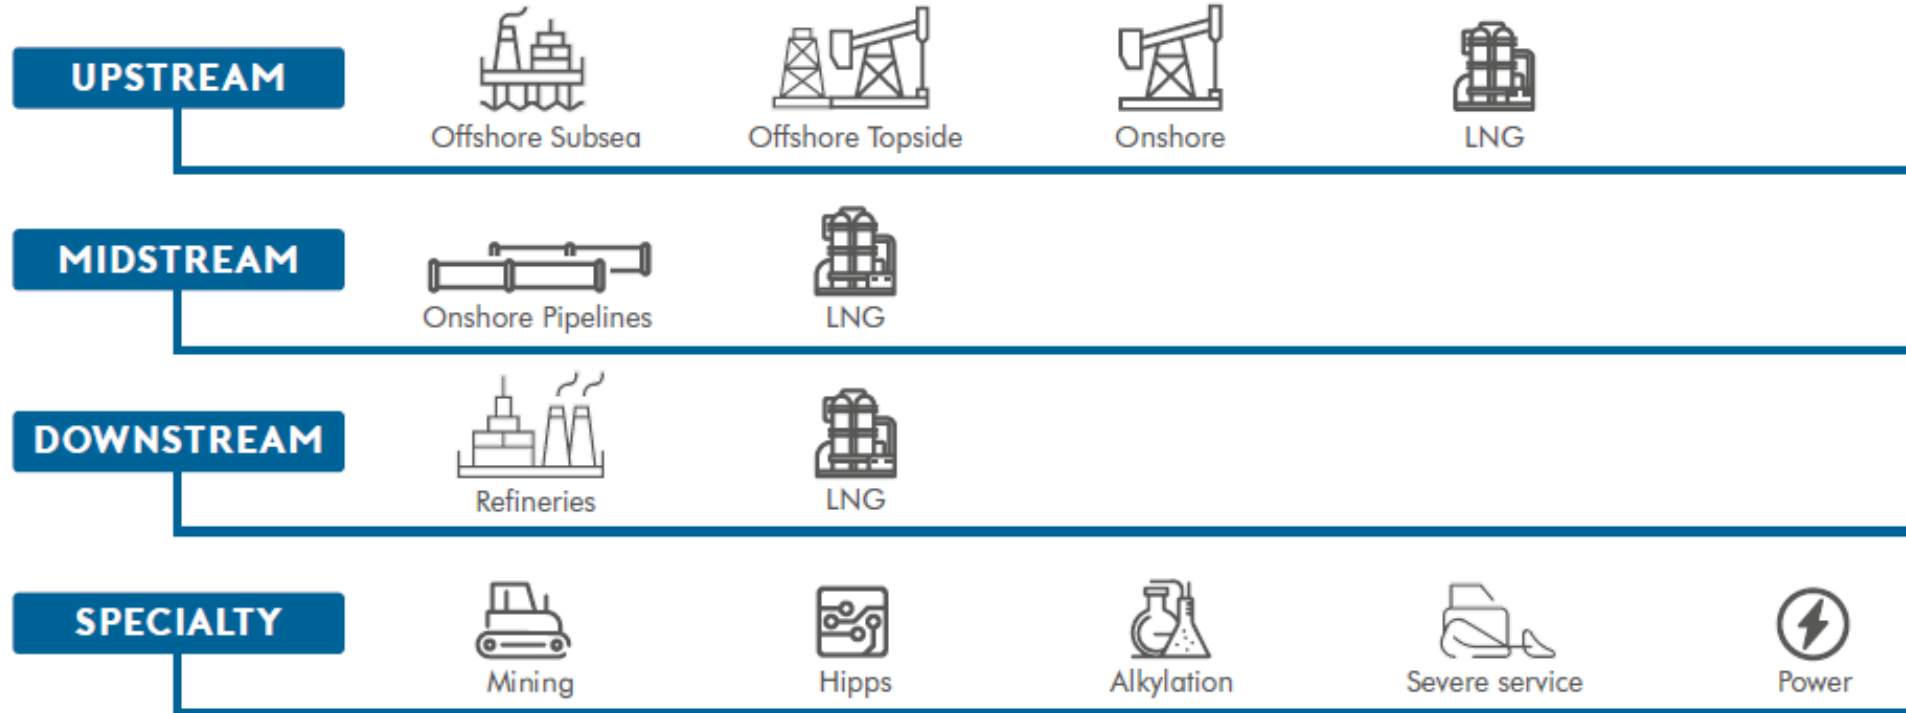 UPSTREAM
Offshore Subsea
Offshore Topside
Onshore
LNG
MIDSTREAM
Onshore Pipelines
LNG
DOWNSTREAM
Refineries
LNG
SPECIALTY
Mining
Hipps
Alkylation
Severe service
Power